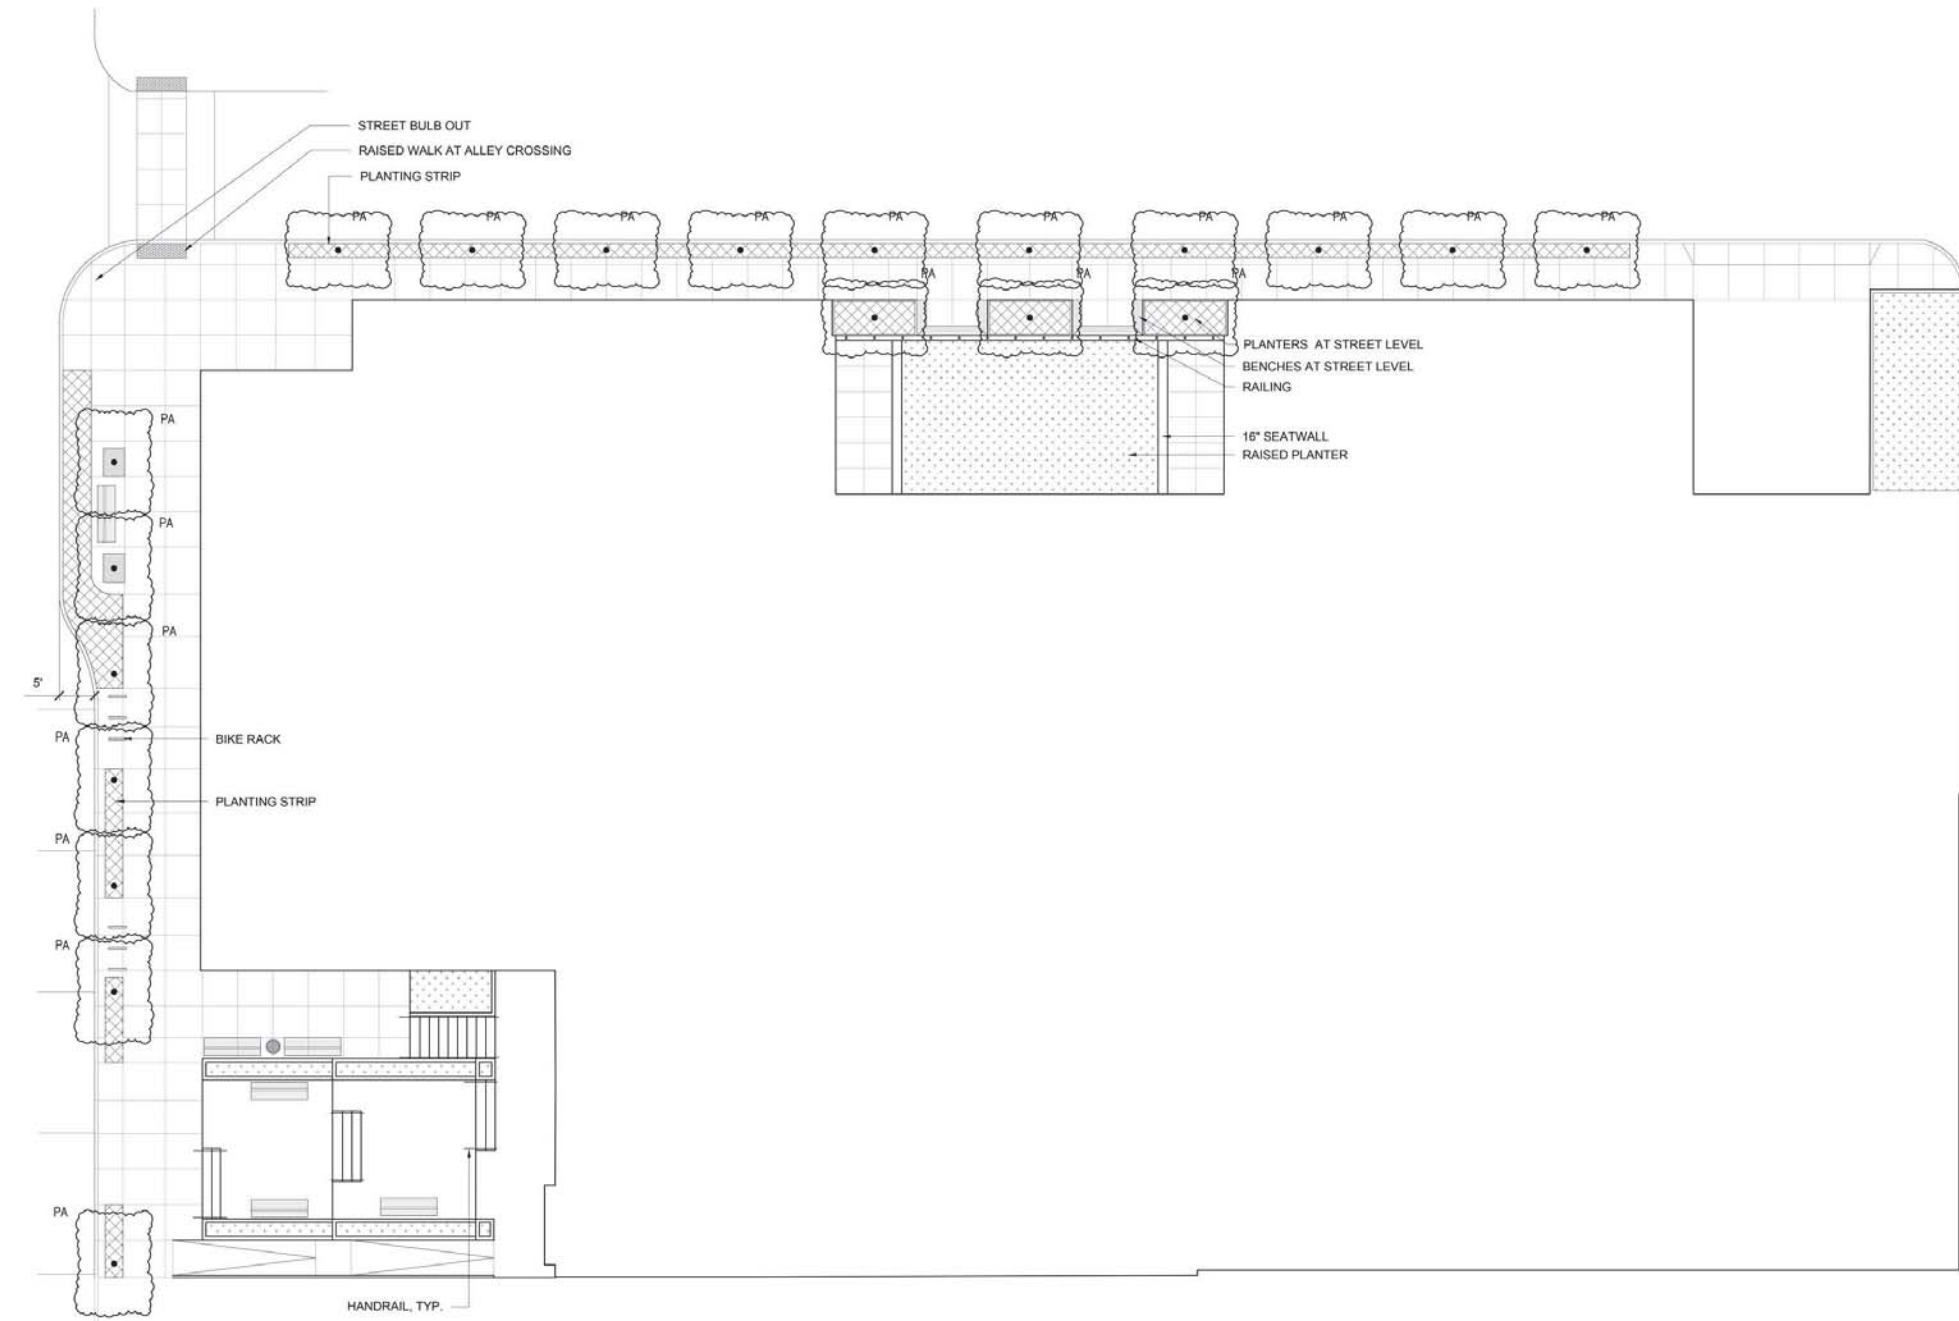 STREET BULB OUT
RAISED WALK AT ALLEY CROSSING
PLANTING STRIP
PA PA PA PA PA PA PA PA PA PA
PA PA PA
PLANTERS AT STREET LEVEL
BENCHES AT STREET LEVEL
RAILING
PA
16" SEATWALL
RAISED PLANTER
PA
PA
5'
PA
BIKE RACK
PLANTING STRIP
PA
PA
PA
HANDRAIL, TYP.